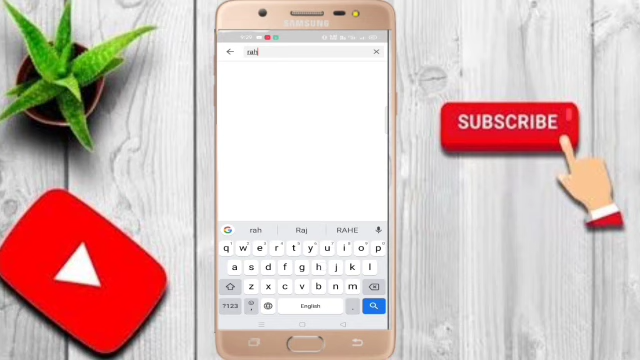 SAMSUNG
rah
SUBSCRIBE
rah Raj RAHE
q w e r t y u i o p
a s d f g h j k l
z x c v b n m
?123 English .